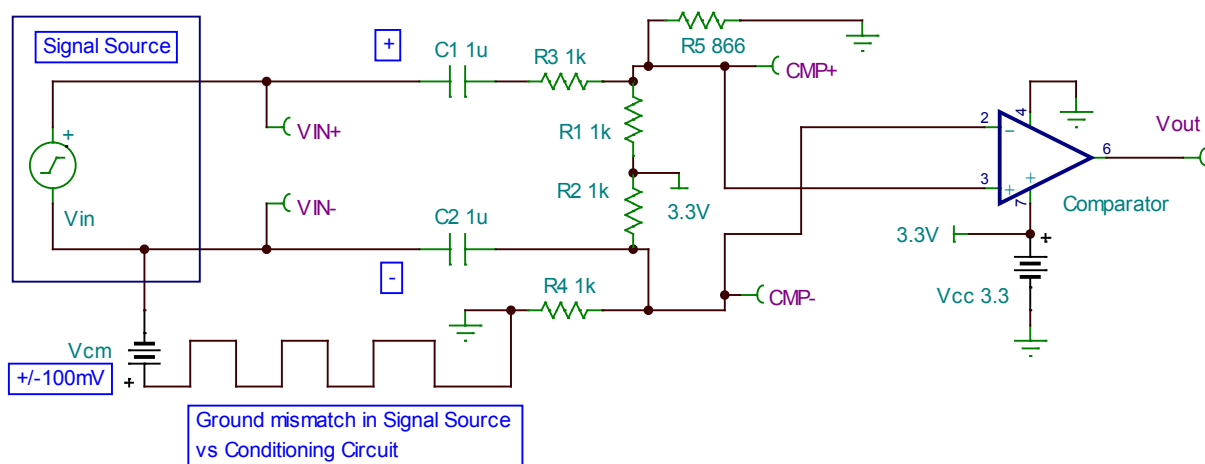 Signal Source
+
C1 1u
R3 1k
R5 866
CMP+
VIN+
R1 1k
+
Vin
VIN-
R2 1k
3.3V
C2 1u
-
R4 1k
CMP-
2
4
-
3
+
+
7
6
Vout
Comparator
3.3V
+
Vcc 3.3
Vcm
+/-100mV
+
Ground mismatch in Signal Source
vs Conditioning Circuit